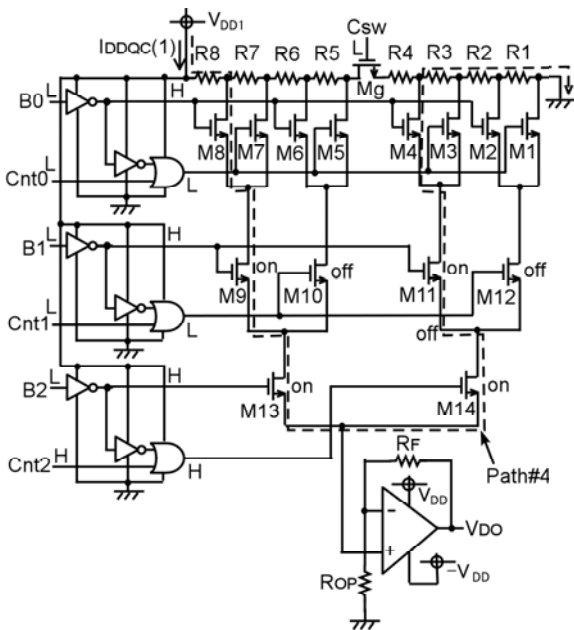 Csw
VDD1
IDDQC(1)
R8 R7 R6 R5 L R4 R3 R2 R1
Mg
B0 L H
M8 M7 M6 M5 M4 M3 M2 M1
Cnt0 L L
B1 L H
on off on off
M9 M10 M11 M12
Cnt1 L L
off
B2 L H
on on
M13 M14
Cnt2 H H
Path#4
RF
VDD
- VDO
+
ROP -VDD